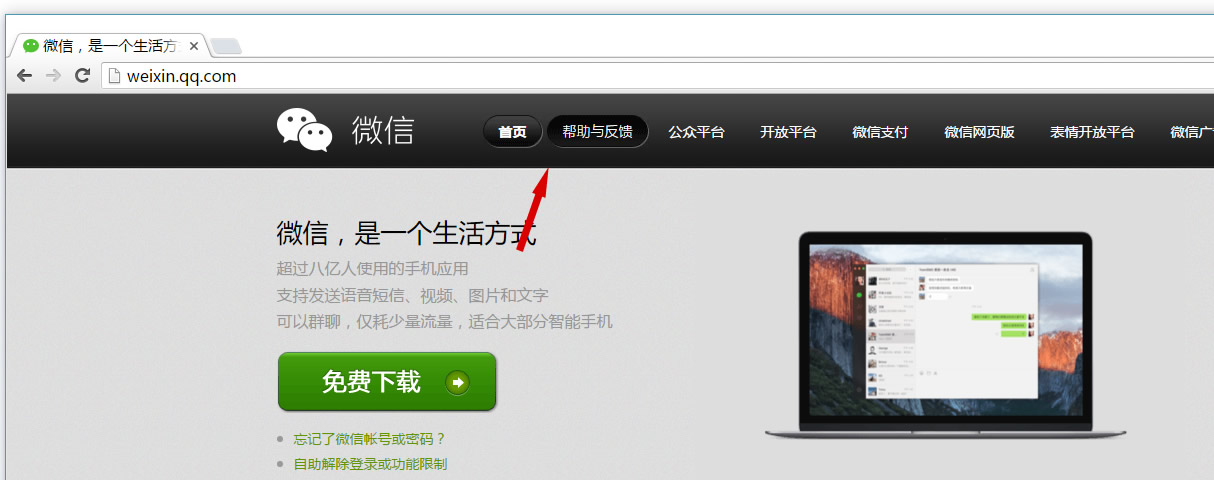 微信，是一个生活方
weixin.qq.com
微信
首页 帮助与反馈 公众平台 开放平台 微信支付 微信网页版 表情开放平台 微信广
微信，是一个生活方式
超过八亿人使用的手机应用
支持发送语音短信、视频、图片和文字
可以群聊，仅耗少量流量，适合大部分智能手机
免费下载
忘记了微信帐号或密码？
自助解除登录或功能限制